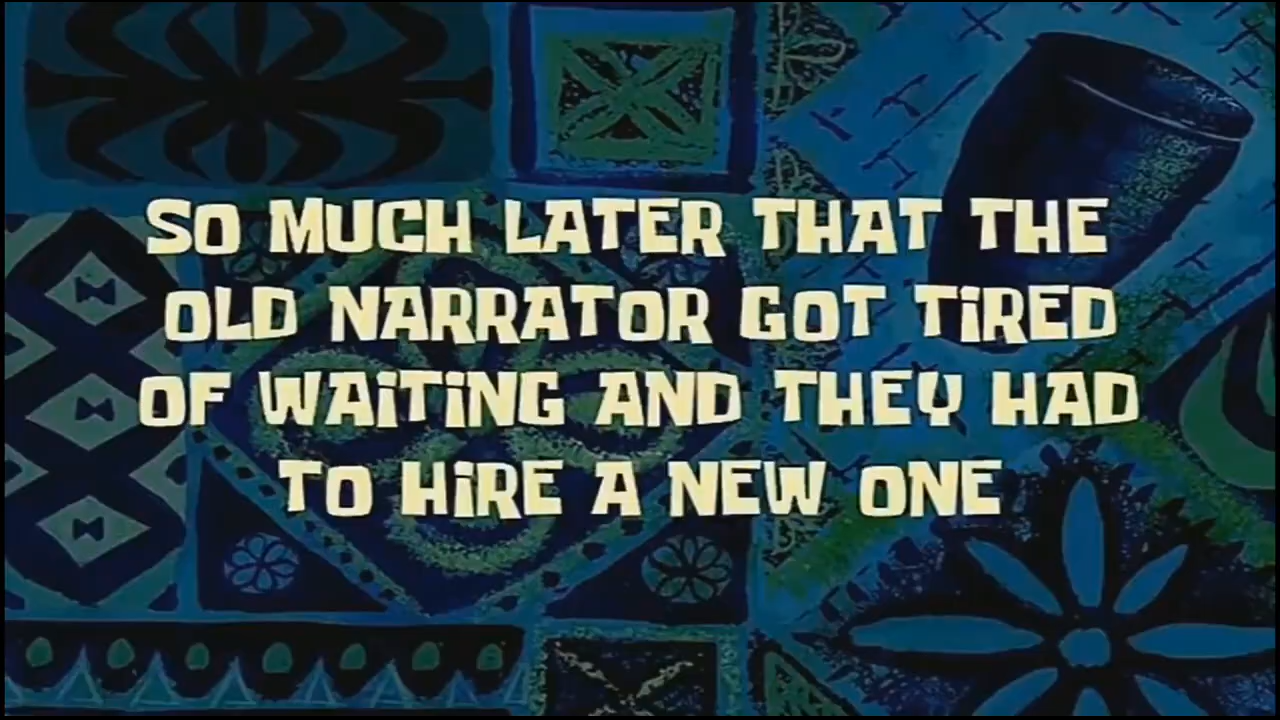 SO MUCH LATER THAT THE
OLD NARRATOR GOT TiRED
OF WAiTiNG AND THEY HAD
TO HiRE A NEW ONE